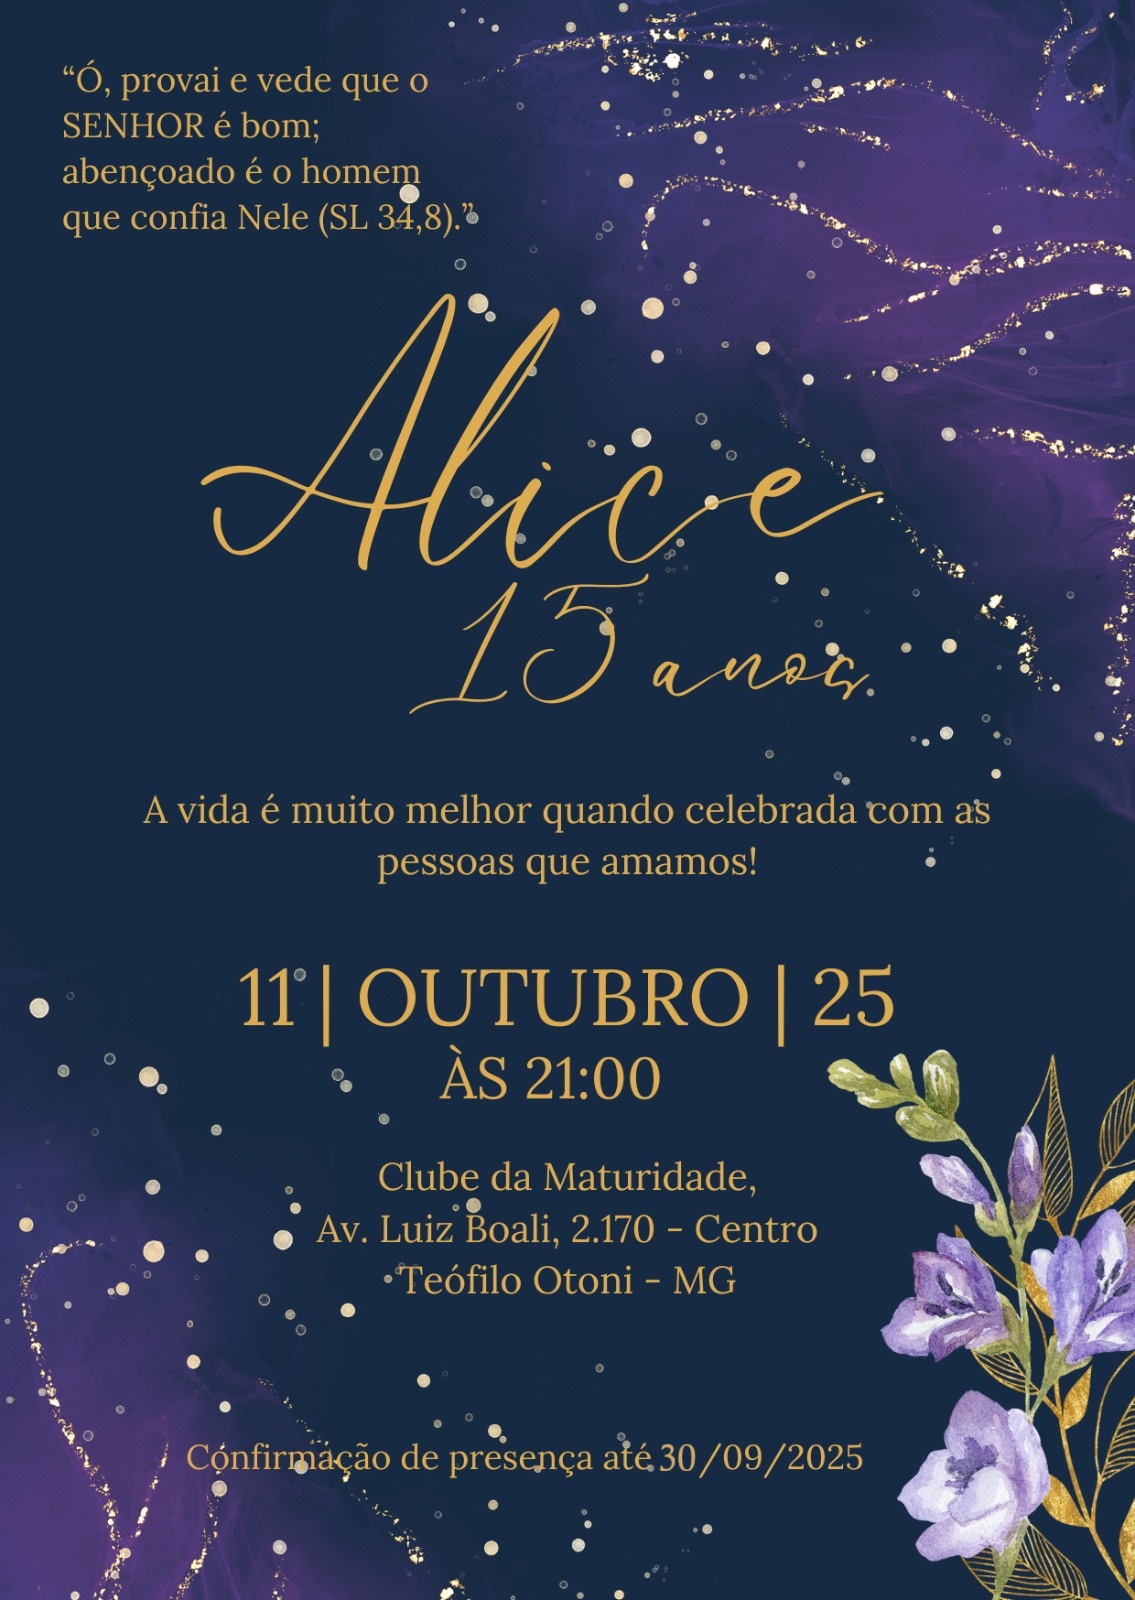 “Ó, provai e vede que o
SENHOR é bom;
abençoado é o homem
que confia Nele (SL 34,8).”
Alice
15 anos
A vida é muito melhor quando celebrada com as
pessoas que amamos!
11 | OUTUBRO | 25
ÀS 21:00
Clube da Maturidade,
Av. Luiz Boali, 2.170 - Centro
Teófilo Otoni - MG
Confirmação de presença até 30/09/2025